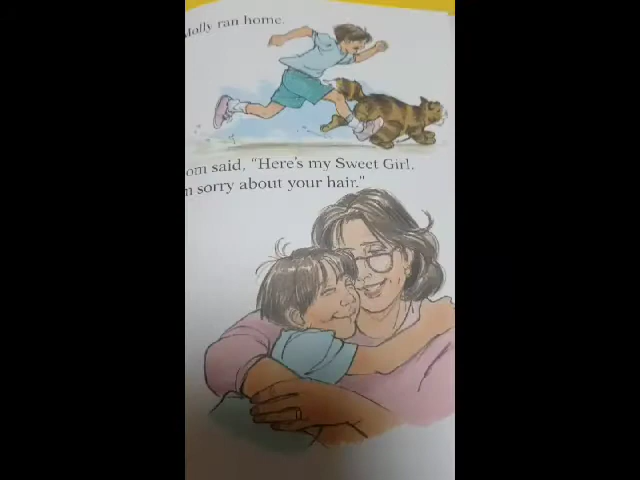 Molly ran home.
om said, "Here's my Sweet Girl.
m sorry about your hair."